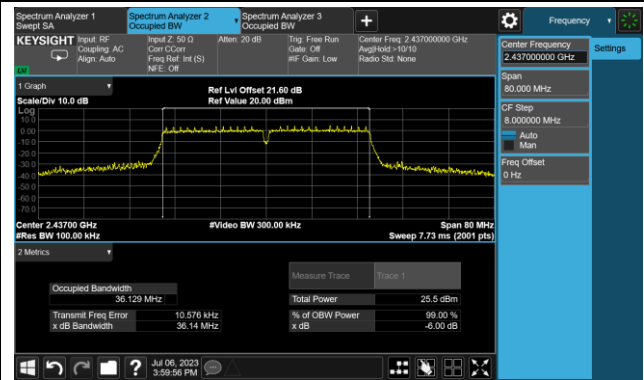 Spectrum Analyzer 1
Swept SA
Spectrum Analyzer 2
Occupied BW
Spectrum Analyzer 3
Occupied BW
Frequency
KEYSIGHT
Input: RF
Coupling: AC
Align: Auto
Input Z: 50 Ω
Corr CCorr
Freq Ref: Int (S)
NFE: Off
Atten: 20 dB
Trig: Free Run
Gate: Off
#IF Gain: Low
Center Freq: 2.437000000 GHz
Avg|Hold:>10/10
Radio Std: None
Center Frequency
2.437000000 GHz
Settings
Span
80.000 MHz
CF Step
8.000000 MHz
Auto
Man
Freq Offset
0 Hz
1 Graph
Scale/Div 10.0 dB
Ref Lvl Offset 21.60 dB
Ref Value 20.00 dBm
Log
10.0
0.00
-10.0
-20.0
-30.0
-40.0
-50.0
-60.0
-70.0
Center 2.43700 GHz
#Video BW 300.00 kHz
Span 80 MHz
#Res BW 100.00 kHz
Sweep 7.73 ms (2001 pts)
2 Metrics
Measure Trace
Trace 1
Occupied Bandwidth
36.129 MHz
Total Power
25.5 dBm
Transmit Freq Error
10.576 kHz
% of OBW Power
99.00 %
x dB Bandwidth
36.14 MHz
x dB
-6.00 dB
Jul 06, 2023
3:59:56 PM